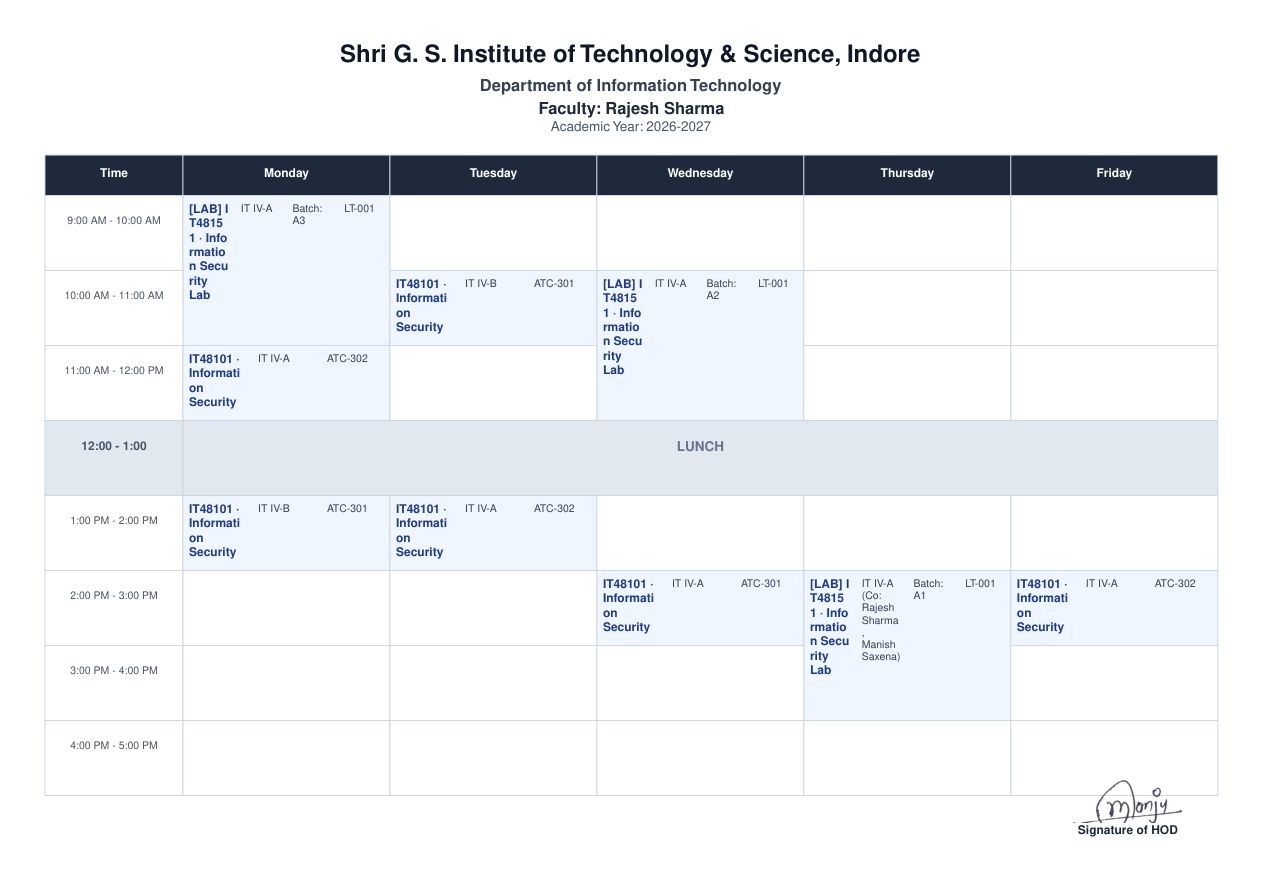 Shri G. S. Institute of Technology & Science, Indore
Department of Information Technology
Faculty: Rajesh Sharma
Academic Year: 2026-2027
Time Monday Tuesday Wednesday Thursday Friday
9:00 AM - 10:00 AM
[LAB] I
T4815
1 · Info
rmatio
n Secu
rity
Lab
IT IV-A
Batch:
A3
LT-001
10:00 AM - 11:00 AM
IT48101 ·
Informati
on
Security
IT IV-B
ATC-301
[LAB] I
T4815
1 · Info
rmatio
n Secu
rity
Lab
IT IV-A
Batch:
A2
LT-001
11:00 AM - 12:00 PM
IT48101 ·
Informati
on
Security
IT IV-A
ATC-302
12:00 - 1:00
LUNCH
1:00 PM - 2:00 PM
IT48101 ·
Informati
on
Security
IT IV-B
ATC-301
IT48101 ·
Informati
on
Security
IT IV-A
ATC-302
2:00 PM - 3:00 PM
IT48101 ·
Informati
on
Security
IT IV-A
ATC-301
[LAB] I
T4815
1 · Info
rmatio
n Secu
rity
Lab
IT IV-A
(Co:
Rajesh
Sharma
,
Manish
Saxena)
Batch:
A1
LT-001
IT48101 ·
Informati
on
Security
IT IV-A
ATC-302
3:00 PM - 4:00 PM
4:00 PM - 5:00 PM
Manju
Signature of HOD